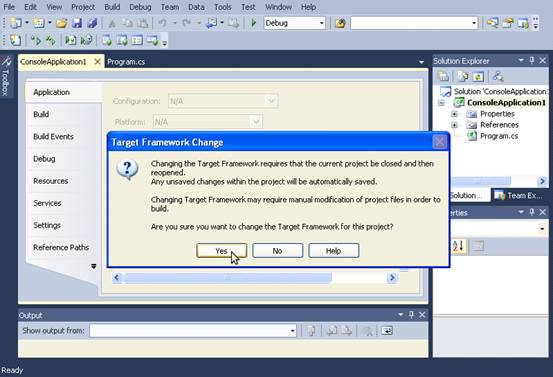 File Edit View Project Build Debug Team Data Tools Test Window Help
Debug
Toolbox
ConsoleApplication1
Program.cs
Solution Explorer
Solution 'ConsoleApplication1
ConsoleApplication1
Properties
References
Program.cs
Application
Build
Build Events
Debug
Resources
Services
Settings
Reference Paths
Configuration: N/A
Platform: N/A
Target Framework Change
Changing the Target Framework requires that the current project be closed and then
reopened.
Any unsaved changes within the project will be automatically saved.
Changing Target Framework may require manual modification of project files in order to
build.
Are you sure you want to change the Target Framework for this project?
Yes No Help
Team Ex...
perties
Output
Show output from:
Ready